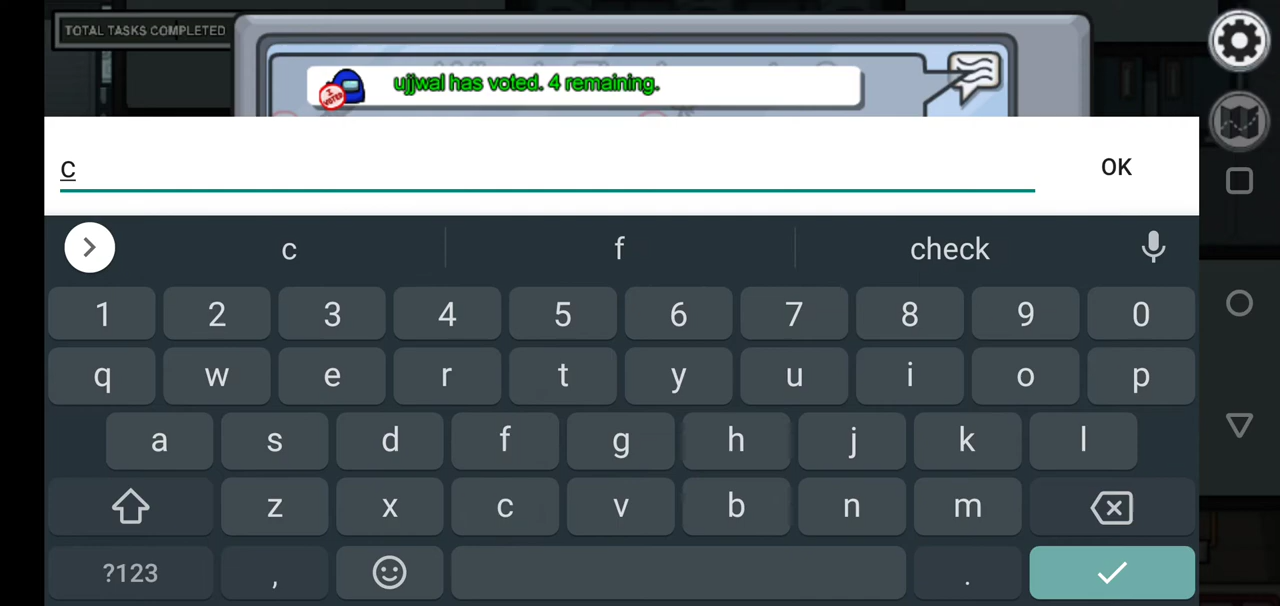 TOTAL TASKS COMPLETED
I VOTED
ujjwal has voted. 4 remaining.
c
OK
c f check
1 2 3 4 5 6 7 8 9 0
q w e r t y u i o p
a s d f g h j k l
z x c v b n m
?123 , .